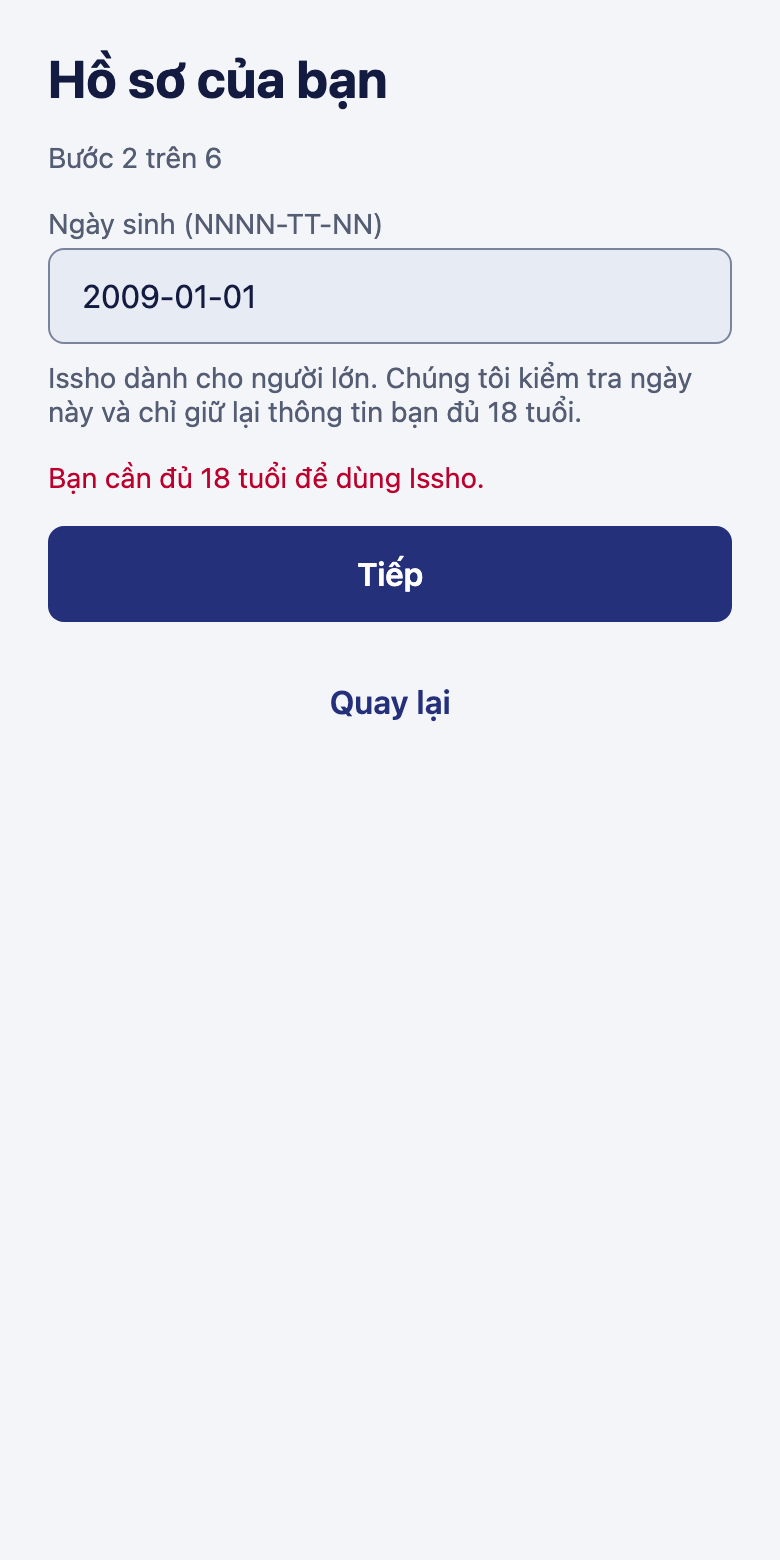 Hồ sơ của bạn
Bước 2 trên 6
Ngày sinh (NNNN-TT-NN)
2009-01-01
Issho dành cho người lớn. Chúng tôi kiểm tra ngày
này và chỉ giữ lại thông tin bạn đủ 18 tuổi.
Bạn cần đủ 18 tuổi để dùng Issho.
Tiếp
Quay lại